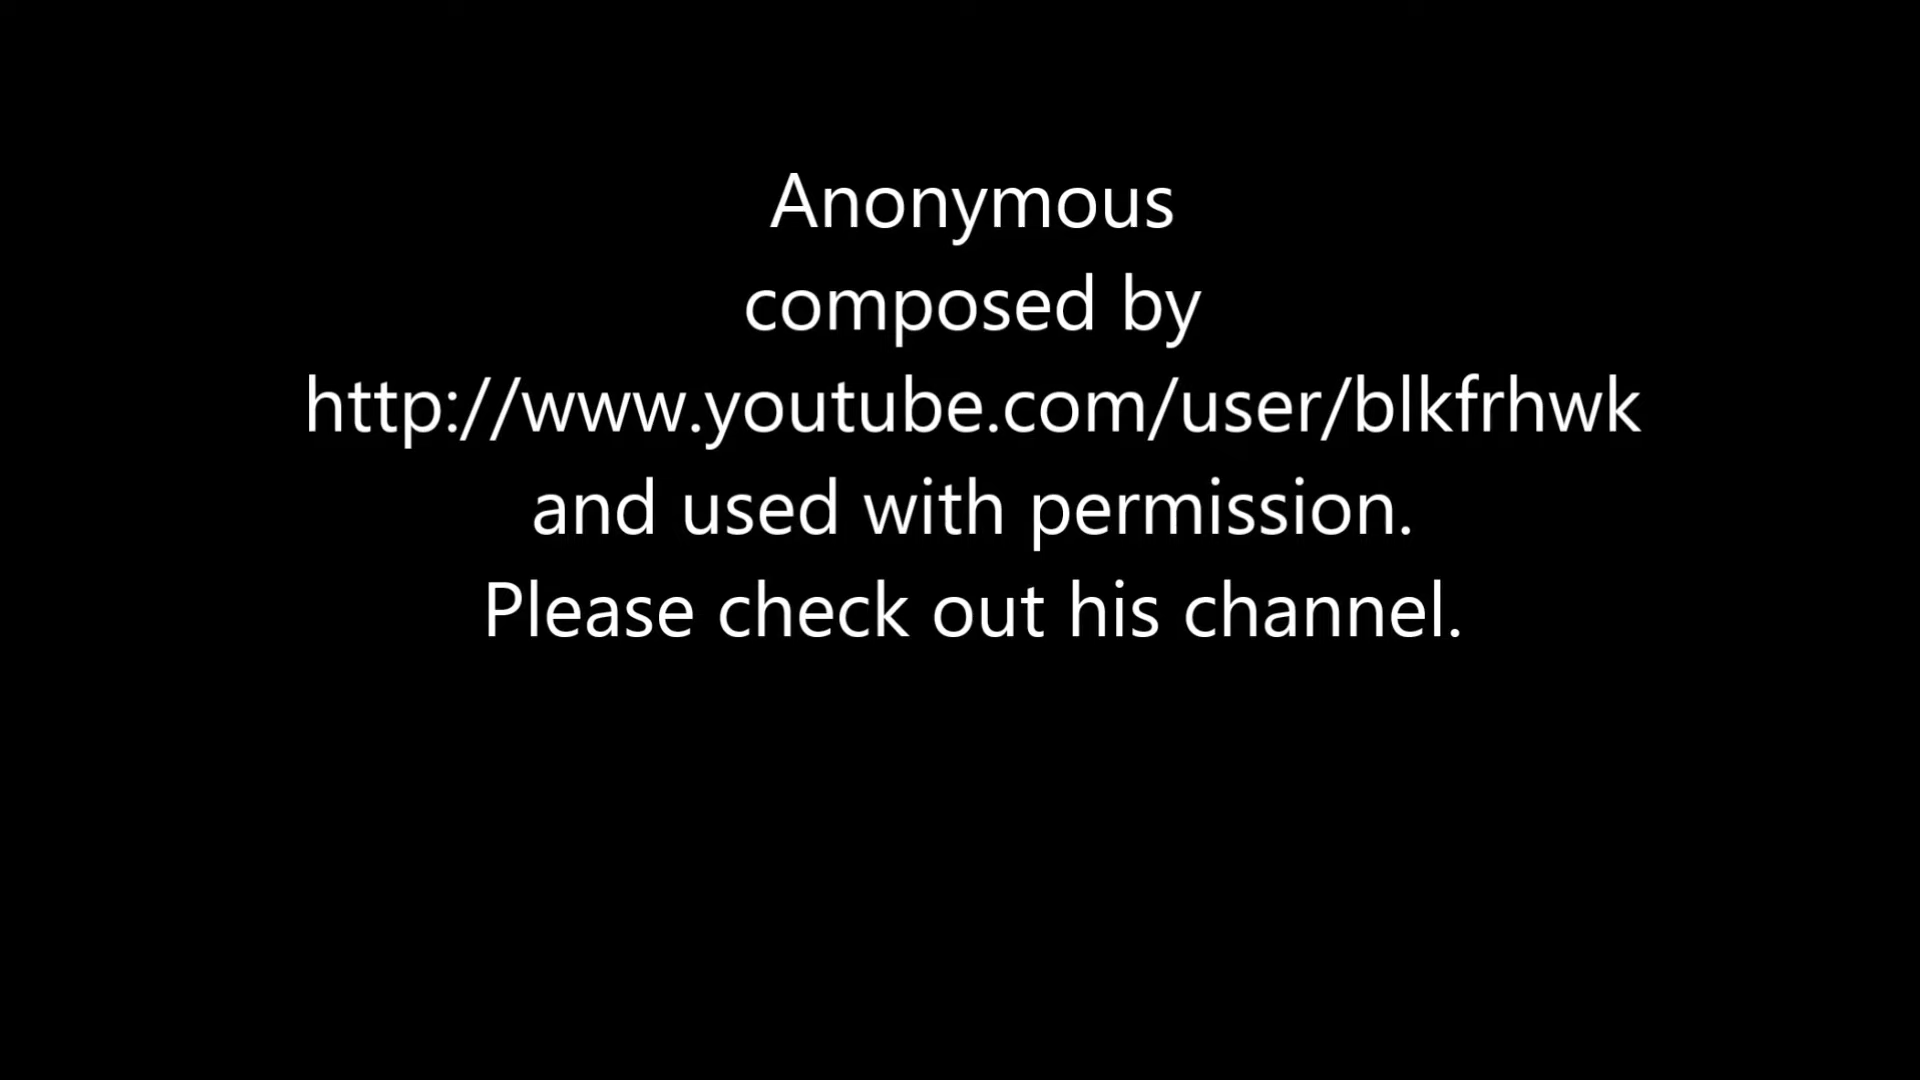 Anonymous
composed by
http://www.youtube.com/user/blkfrhwk
and used with permission.
Please check out his channel.